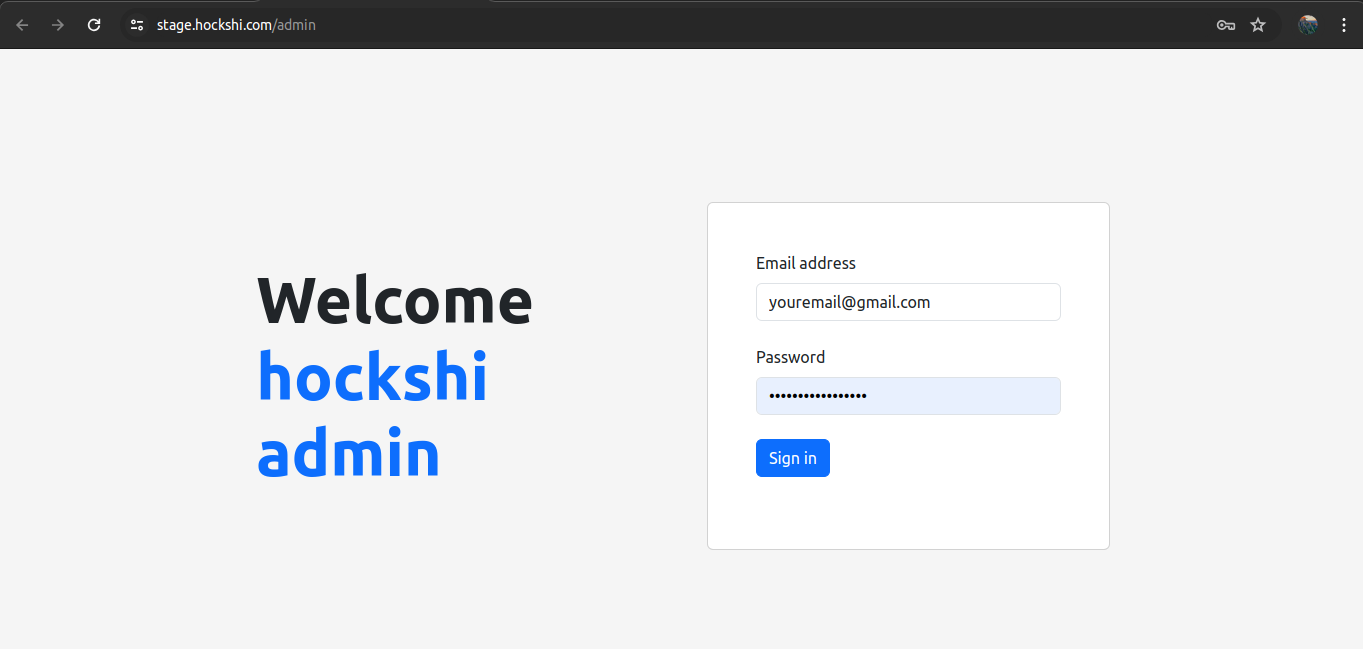 stage.hockshi.com/admin
Welcome
hockshi
admin
Email address
youremail@gmail.com
Password
•••••••••••••••••
Sign in